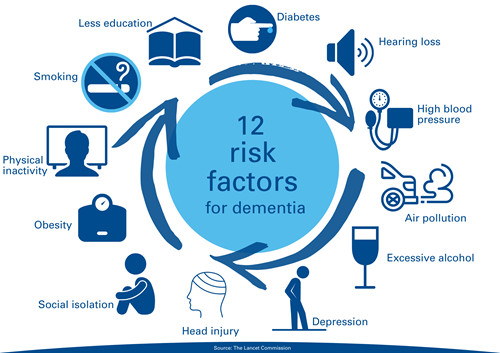 12
risk
factors
for dementia
Diabetes
Hearing loss
High blood
pressure
Air pollution
Excessive alcohol
Depression
Head injury
Social isolation
Obesity
Physical
inactivity
Smoking
Less education
Source: The Lancet Commission